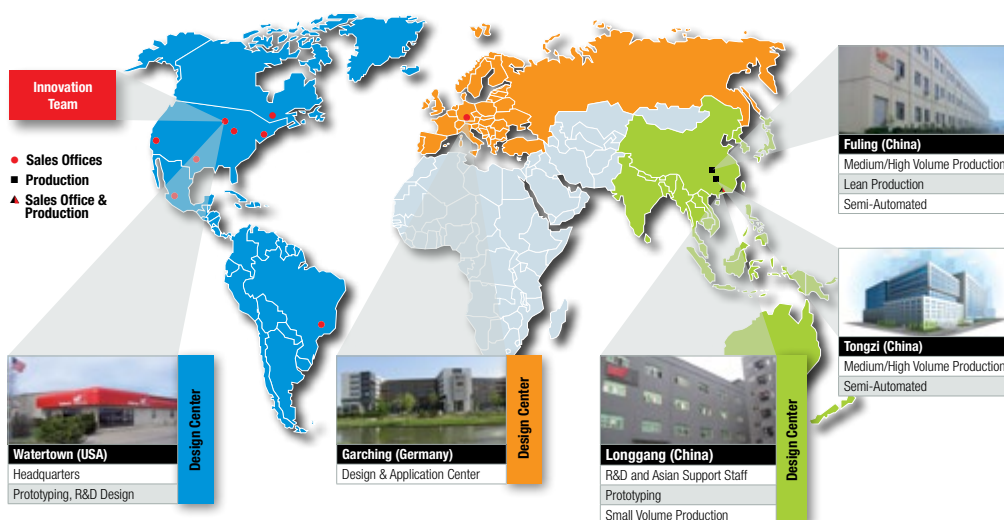 Innovation
Team
Sales Offices
Production
Sales Office &
Production
Fuling (China)
Medium/High Volume Production
Lean Production
Semi-Automated
Tongzi (China)
Medium/High Volume Production
Semi-Automated
Watertown (USA)
Headquarters
Prototyping, R&D Design
Design Center
Garching (Germany)
Design & Application Center
Design Center
Longgang (China)
R&D and Asian Support Staff
Prototyping
Small Volume Production
Design Center